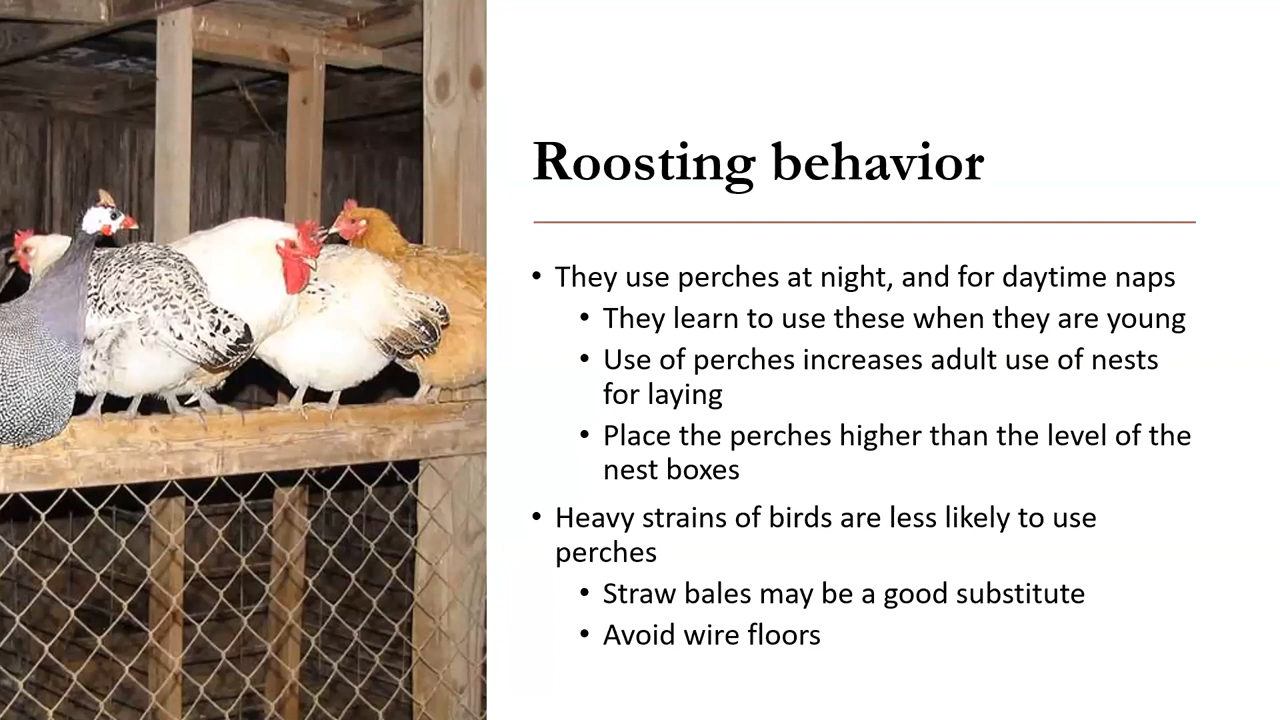 Roosting behavior
• They use perches at night, and for daytime naps
• They learn to use these when they are young
• Use of perches increases adult use of nests
for laying
• Place the perches higher than the level of the
nest boxes
• Heavy strains of birds are less likely to use
perches
• Straw bales may be a good substitute
• Avoid wire floors